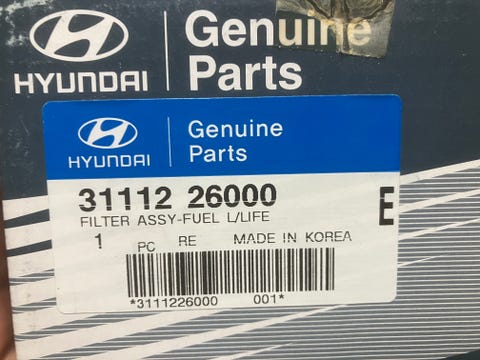 HYUNDAI
Genuine
Parts
HYUNDAI
Genuine
Parts
31112 26000
FILTER ASSY-FUEL L/LIFE
E
1 PC RE MADE IN KOREA
*3111226000 001*